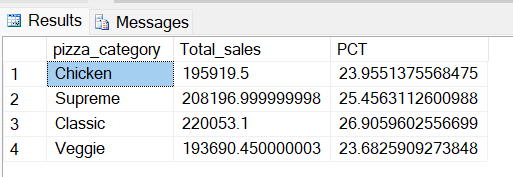 Results Messages
pizza_category Total_sales PCT
1 Chicken 195919.5 23.9551375568475
2 Supreme 208196.999999998 25.4563112600988
3 Classic 220053.1 26.9059602556699
4 Veggie 193690.450000003 23.6825909273848